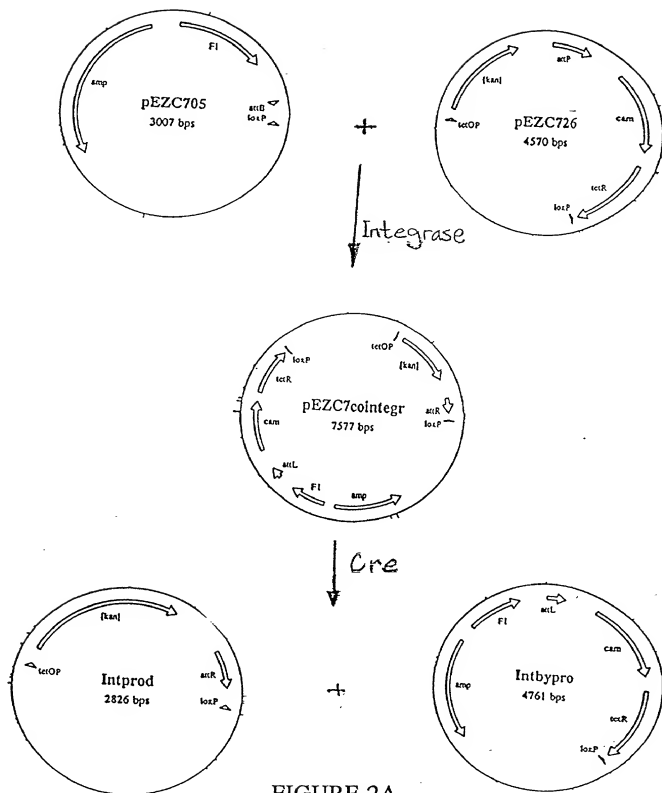 F1
amp
attB
loxP
pEZC705
3007 bps
+
[kan]
attP
cam
tetR
loxP
tetOP
pEZC726
4570 bps
Integrase
tetOP
[kan]
attR
loxP
amp
F1
attL
cam
tetR
loxP
pEZC7cointegr
7577 bps
Cre
[kan]
tetOP
attR
loxP
Intprod
2826 bps
+
F1
attL
cam
tetR
loxP
amp
Intbypro
4761 bps
FIGURE 2A